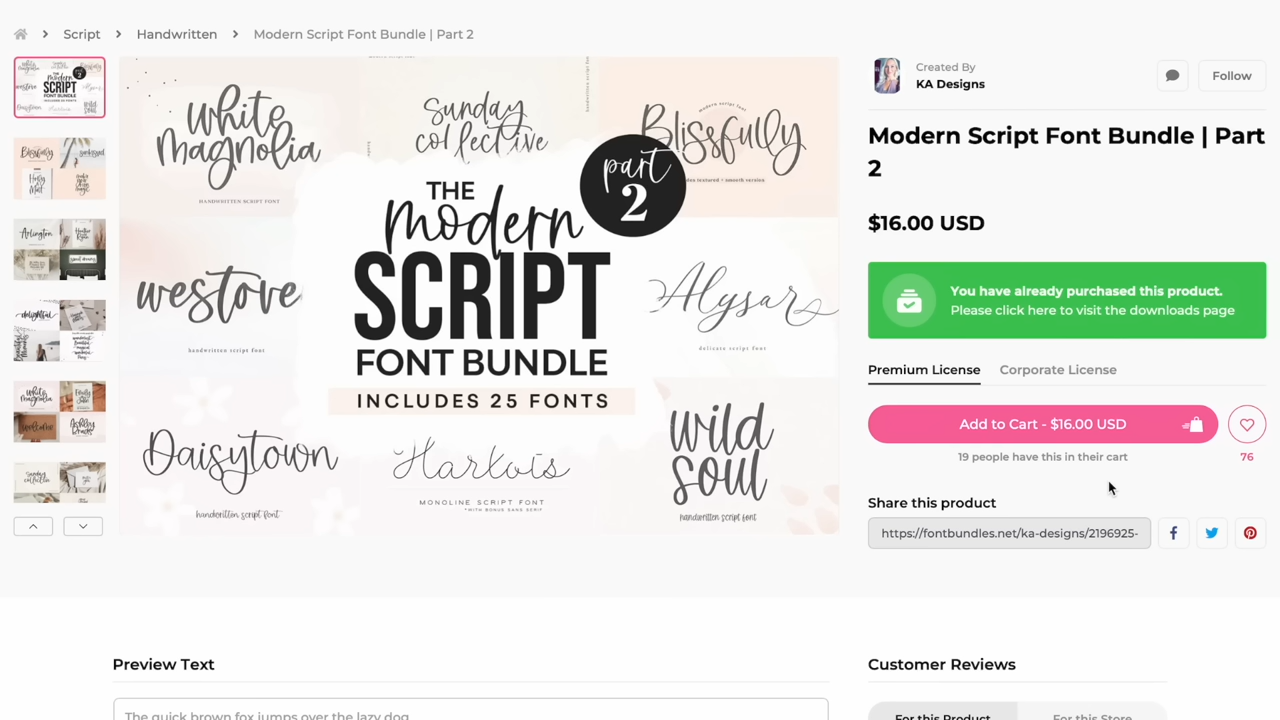 Script
Handwritten
Modern Script Font Bundle | Part 2
white magnolia
HANDWRITTEN SCRIPT FONT
Sunday collective
modern script font
Blissfully
part 2
THE
modern
SCRIPT
FONT BUNDLE
INCLUDES 25 FONTS
westove
handwritten script font
Alysar
delicate script font
Daisytown
handwritten script font
Harlois
MONOLINE SCRIPT FONT
*WITH BONUS SANS SERIF
wild soul
handwritten script font
Created By
KA Designs
Follow
Modern Script Font Bundle | Part
2
$16.00 USD
You have already purchased this product.
Please click here to visit the downloads page
Premium License
Corporate License
Add to Cart - $16.00 USD
19 people have this in their cart
76
Share this product
https://fontbundles.net/ka-designs/2196925-
Preview Text
The quick brown fox jumps over the lazy dog
Customer Reviews
For this Product
For this Store